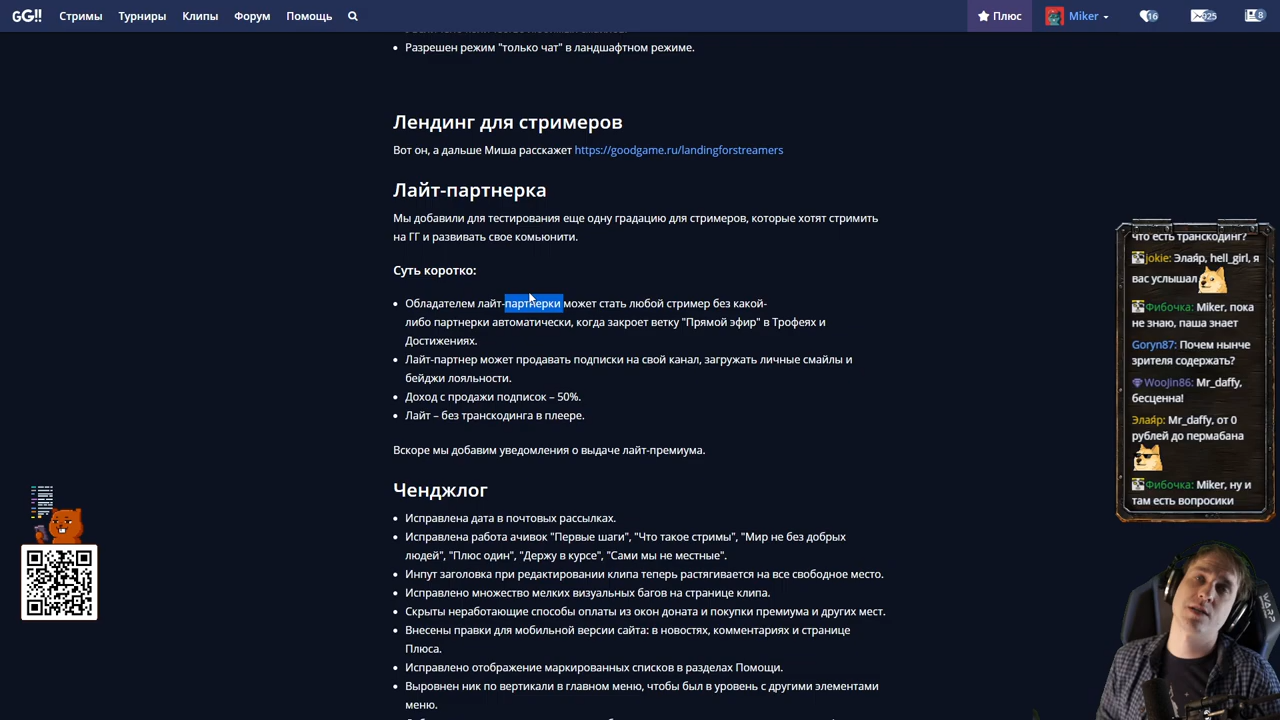 GG!! Стримы Турниры Клипы Форум Помощь Плюс Miker 16 925 8
Разрешен режим "только чат" в ландшафтном режиме.
Лендинг для стримеров
Вот он, а дальше Миша расскажет https://goodgame.ru/landingforstreamers
Лайт-партнерка
Мы добавили для тестирования еще одну градацию для стримеров, которые хотят стримить
на ГГ и развивать свое комьюнити.
Суть коротко:
Обладателем лайт-партнерки может стать любой стример без какой-
либо партнерки автоматически, когда закроет ветку "Прямой эфир" в Трофеях и
Достижениях.
Лайт-партнер может продавать подписки на свой канал, загружать личные смайлы и
бейджи лояльности.
Доход с продажи подписок – 50%.
Лайт – без транскодинга в плеере.
Вскоре мы добавим уведомления о выдаче лайт-премиума.
Ченджлог
Исправлена дата в почтовых рассылках.
Исправлена работа ачивок "Первые шаги", "Что такое стримы", "Мир не без добрых
людей", "Плюс один", "Держу в курсе", "Сами мы не местные".
Инпут заголовка при редактировании клипа теперь растягивается на все свободное место.
Исправлено множество мелких визуальных багов на странице клипа.
Скрыты неработающие способы оплаты из окон доната и покупки премиума и других мест.
Внесены правки для мобильной версии сайта: в новостях, комментариях и странице
Плюса.
Исправлено отображение маркированных списков в разделах Помощи.
Выровнен ник по вертикали в главном меню, чтобы был в уровень с другими элементами
меню.
что есть транскодинг?
jokie: Элаяр, hell_girl, я
вас услышал
Фибочка: Miker, пока
не знаю, паша знает
Goryn87: Почем нынче
зрителя содержать?
WooJin86: Mr_daffy,
бесценна!
Элаяр: Mr_daffy, от 0
рублей до пермабана
Фибочка: Miker, ну и
там есть вопросики
WARP